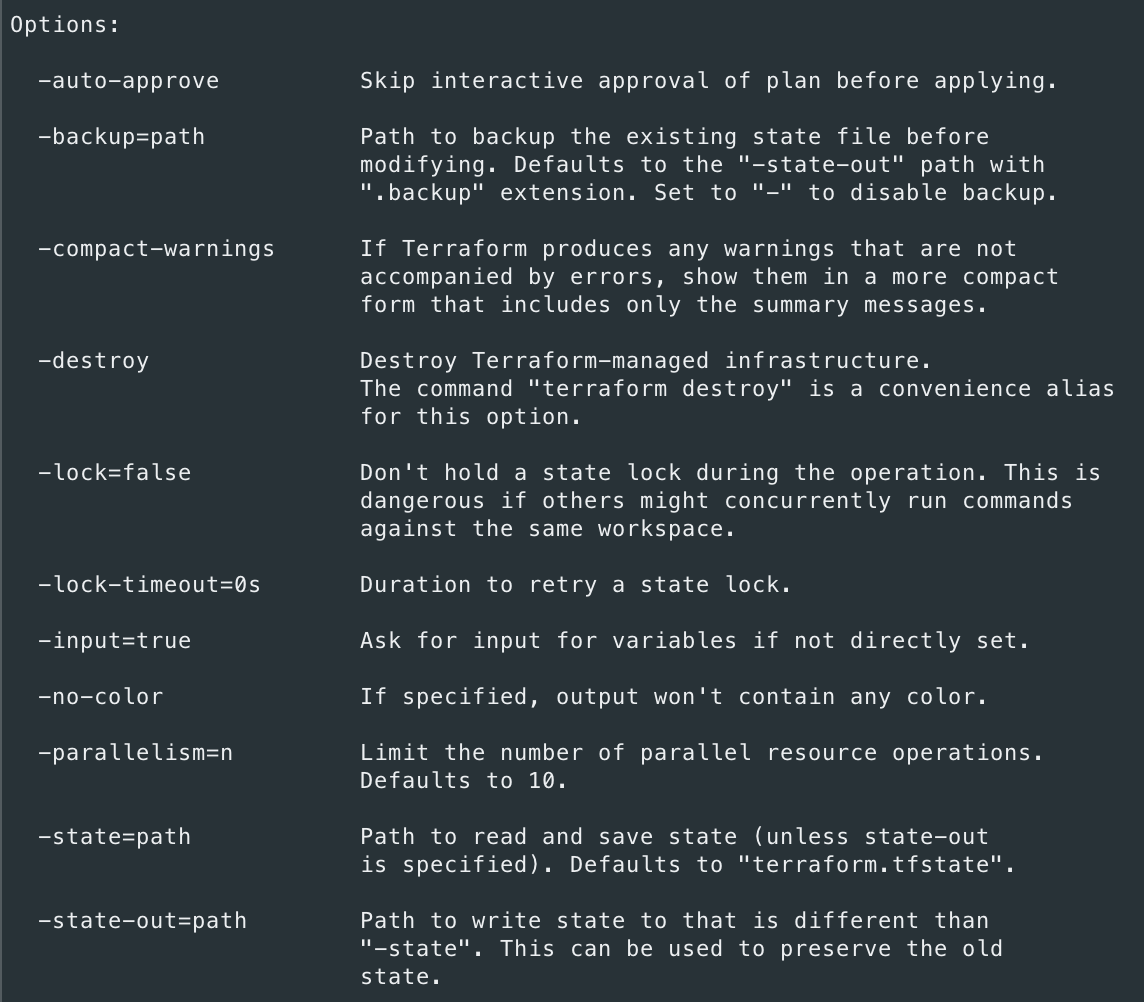 Options:
-auto-approve Skip interactive approval of plan before applying.
-backup=path Path to backup the existing state file before
modifying. Defaults to the "-state-out" path with
".backup" extension. Set to "-" to disable backup.
-compact-warnings If Terraform produces any warnings that are not
accompanied by errors, show them in a more compact
form that includes only the summary messages.
-destroy Destroy Terraform-managed infrastructure.
The command "terraform destroy" is a convenience alias
for this option.
-lock=false Don't hold a state lock during the operation. This is
dangerous if others might concurrently run commands
against the same workspace.
-lock-timeout=0s Duration to retry a state lock.
-input=true Ask for input for variables if not directly set.
-no-color If specified, output won't contain any color.
-parallelism=n Limit the number of parallel resource operations.
Defaults to 10.
-state=path Path to read and save state (unless state-out
is specified). Defaults to "terraform.tfstate".
-state-out=path Path to write state to that is different than
"-state". This can be used to preserve the old
state.